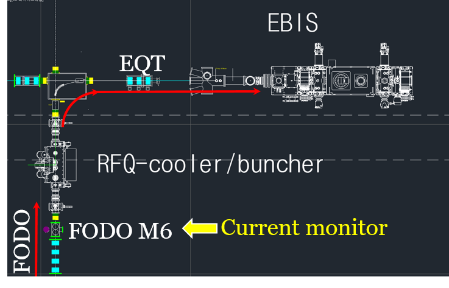 EBIS
EQT
RFQ-cooler/buncher
FODO M6
Current monitor
FODO